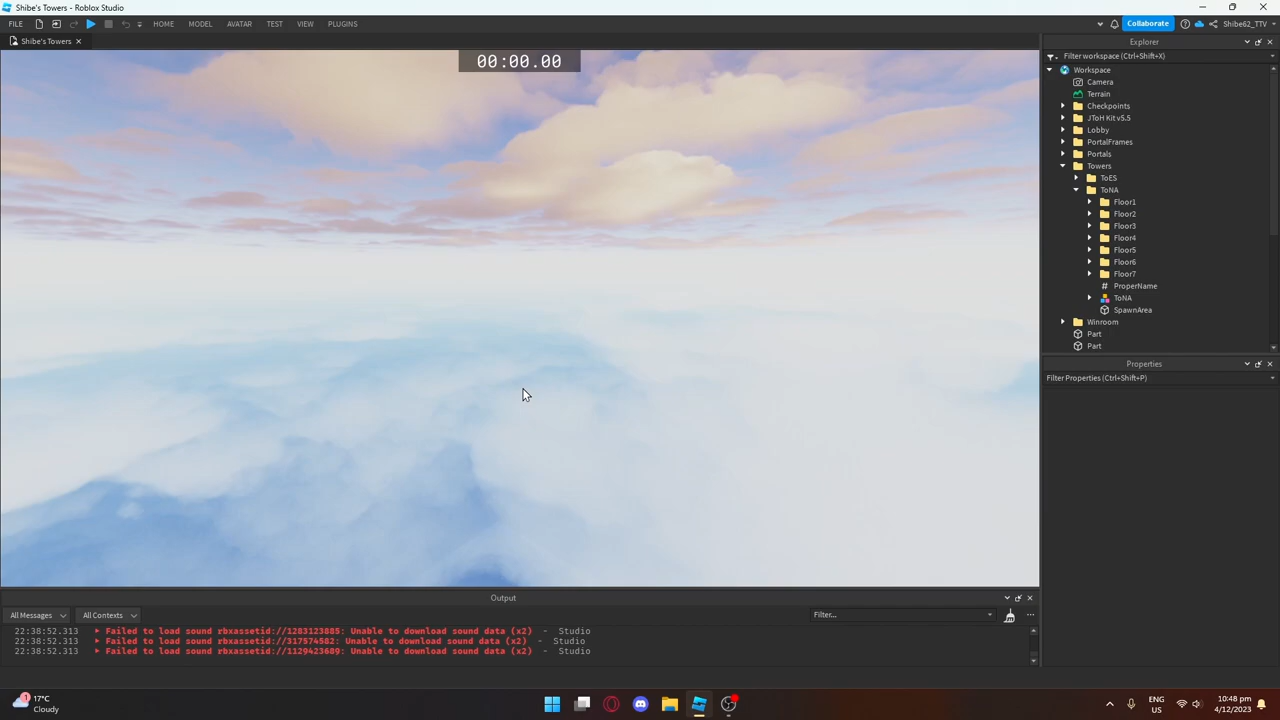 Shibe's Towers - Roblox Studio
FILE HOME MODEL AVATAR TEST VIEW PLUGINS Collaborate Shibe62_TTV
Shibe's Towers
00:00.00
Explorer
Filter workspace (Ctrl+Shift+X)
Workspace
Camera
Terrain
Checkpoints
JToH Kit v5.5
Lobby
PortalFrames
Portals
Towers
ToES
ToNA
Floor1
Floor2
Floor3
Floor4
Floor5
Floor6
Floor7
ProperName
ToNA
SpawnArea
Winroom
Part
Part
Properties
Filter Properties (Ctrl+Shift+P)
Output
All Messages All Contexts Filter...
22:38:52.313 Failed to load sound rbxassetid://1283123885: Unable to download sound data (x2) - Studio
22:38:52.313 Failed to load sound rbxassetid://317574582: Unable to download sound data (x2) - Studio
22:38:52.313 Failed to load sound rbxassetid://1129423689: Unable to download sound data (x2) - Studio
1
17°C
Cloudy
ENG
US
10:48 pm
4/12/2023